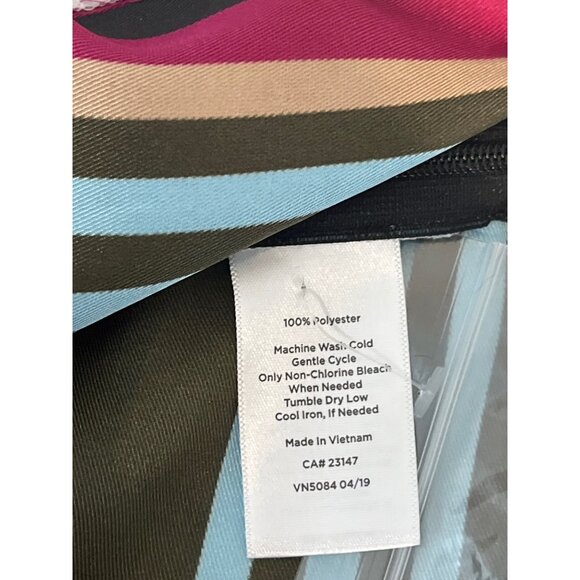 100% Polyester
Machine Wash Cold
Gentle Cycle
Only Non-Chlorine Bleach
When Needed
Tumble Dry Low
Cool Iron, If Needed
Made In Vietnam
CA# 23147
VN5084 04/19